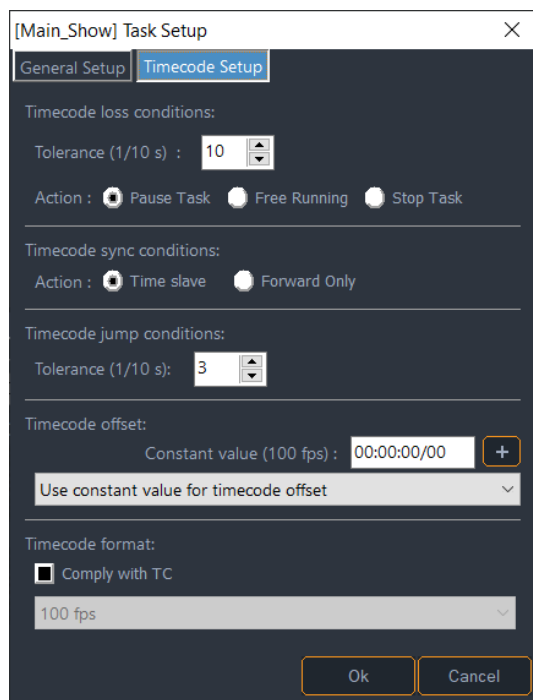 [Main_Show] Task Setup
General Setup Timecode Setup
Timecode loss conditions:
Tolerance (1/10 s) : 10
Action : Pause Task Free Running Stop Task
Timecode sync conditions:
Action : Time slave Forward Only
Timecode jump conditions:
Tolerance (1/10 s): 3
Timecode offset:
Constant value (100 fps) : 00:00:00/00 +
Use constant value for timecode offset
Timecode format:
Comply with TC
100 fps
Ok Cancel